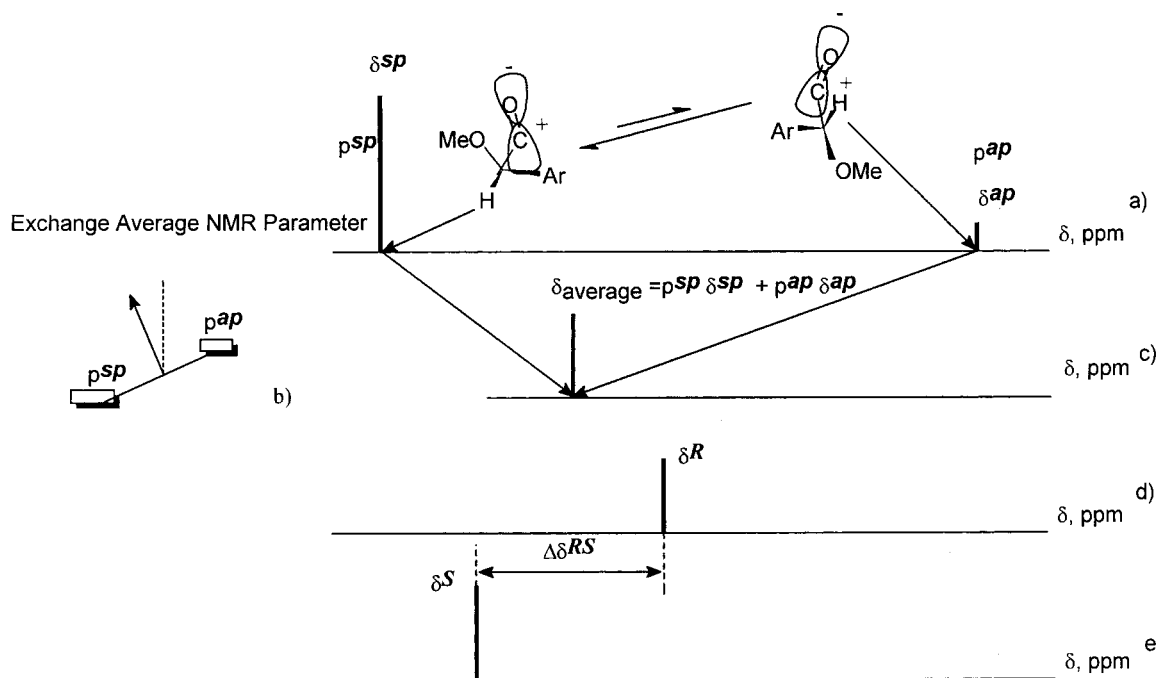 δsp
psp
-
O
C
+
MeO
Ar
H
-
O
C
+
H
Ar
OMe
pap
δap
a)
δ, ppm
Exchange Average NMR Parameter
δaverage =psp δsp + pap δap
pap
psp
b)
δ, ppm c)
δR
δ, ppm d)
ΔδRS
δS
δ, ppm e